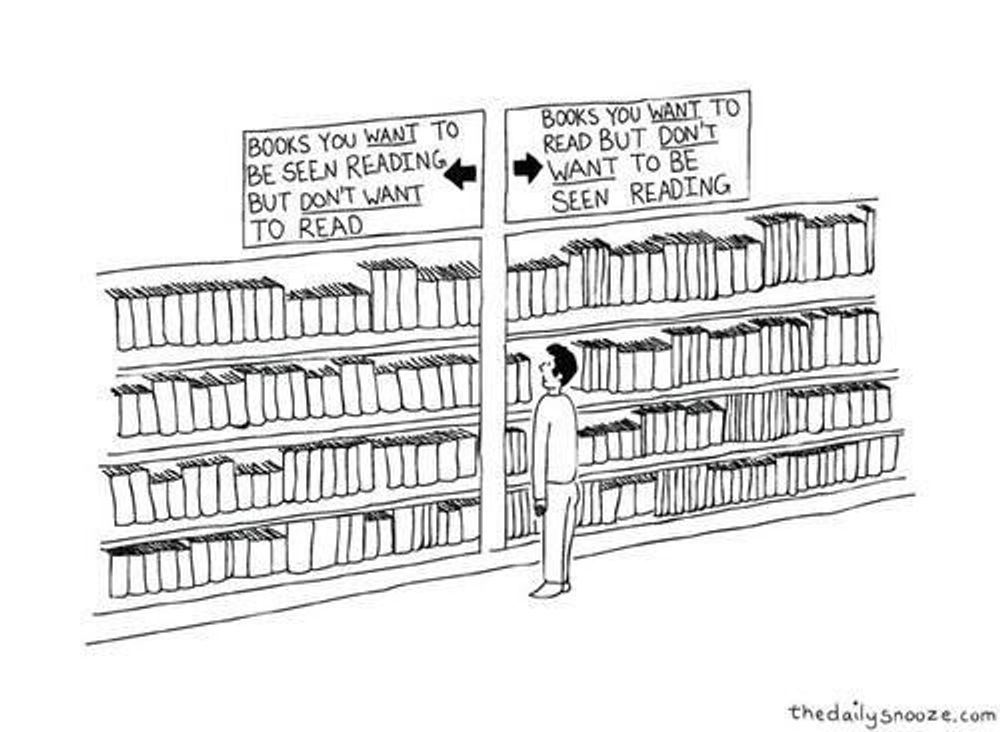 BOOKS YOU WANT TO
BE SEEN READING
BUT DON'T WANT
TO READ
BOOKS YOU WANT TO
READ BUT DON'T
WANT TO BE
SEEN READING
thedailysnooze.com